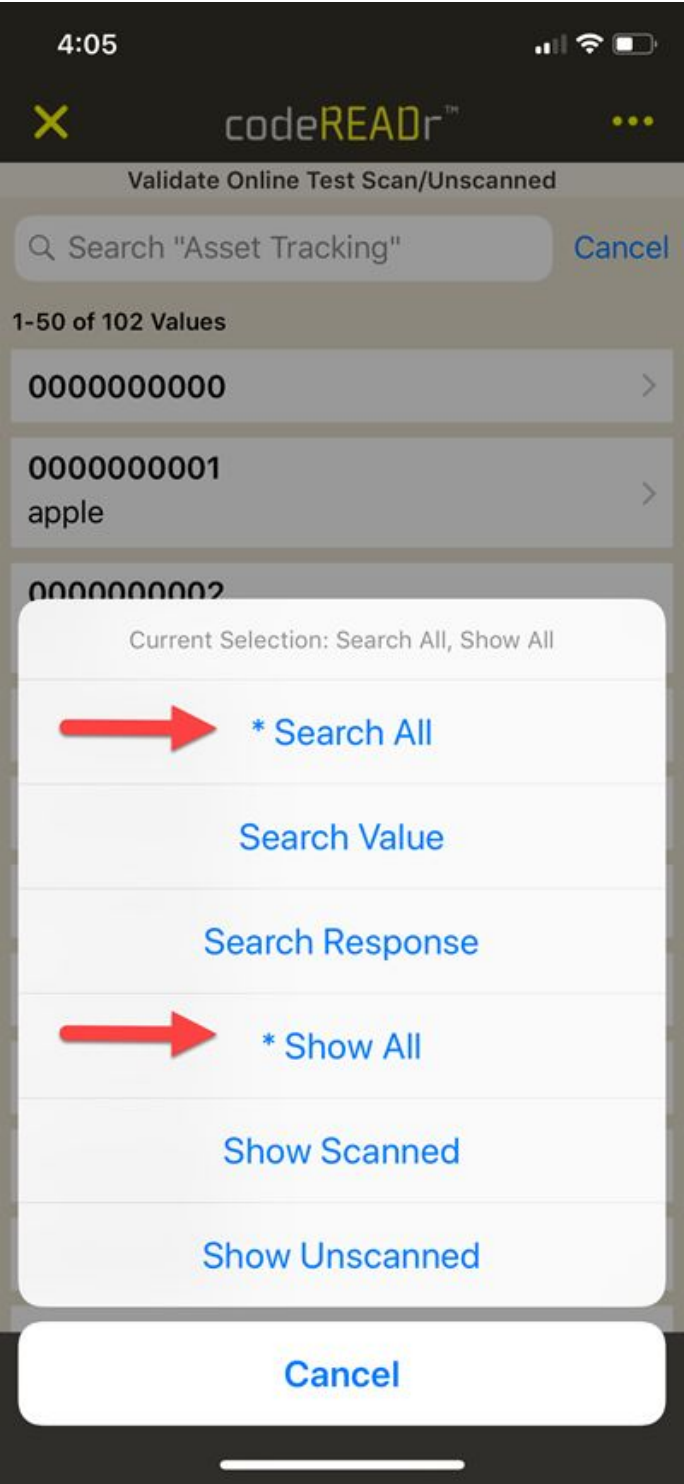 4:05
codeREADr™
Validate Online Test Scan/Unscanned
Search "Asset Tracking"
Cancel
1-50 of 102 Values
0000000000
0000000001
apple
0000000002
Current Selection: Search All, Show All
* Search All
Search Value
Search Response
* Show All
Show Scanned
Show Unscanned
Cancel